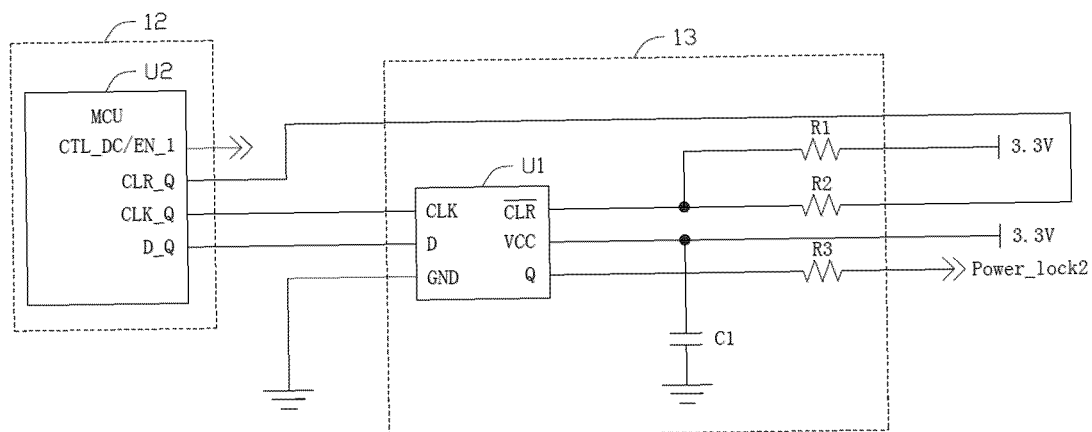 12
13
U2
MCU
CTL_DC/EN_1
CLR_Q
CLK_Q
D_Q
U1
CLK
D
GND
CLR
VCC
Q
R1
3.3V
R2
3.3V
R3
Power_lock2
C1